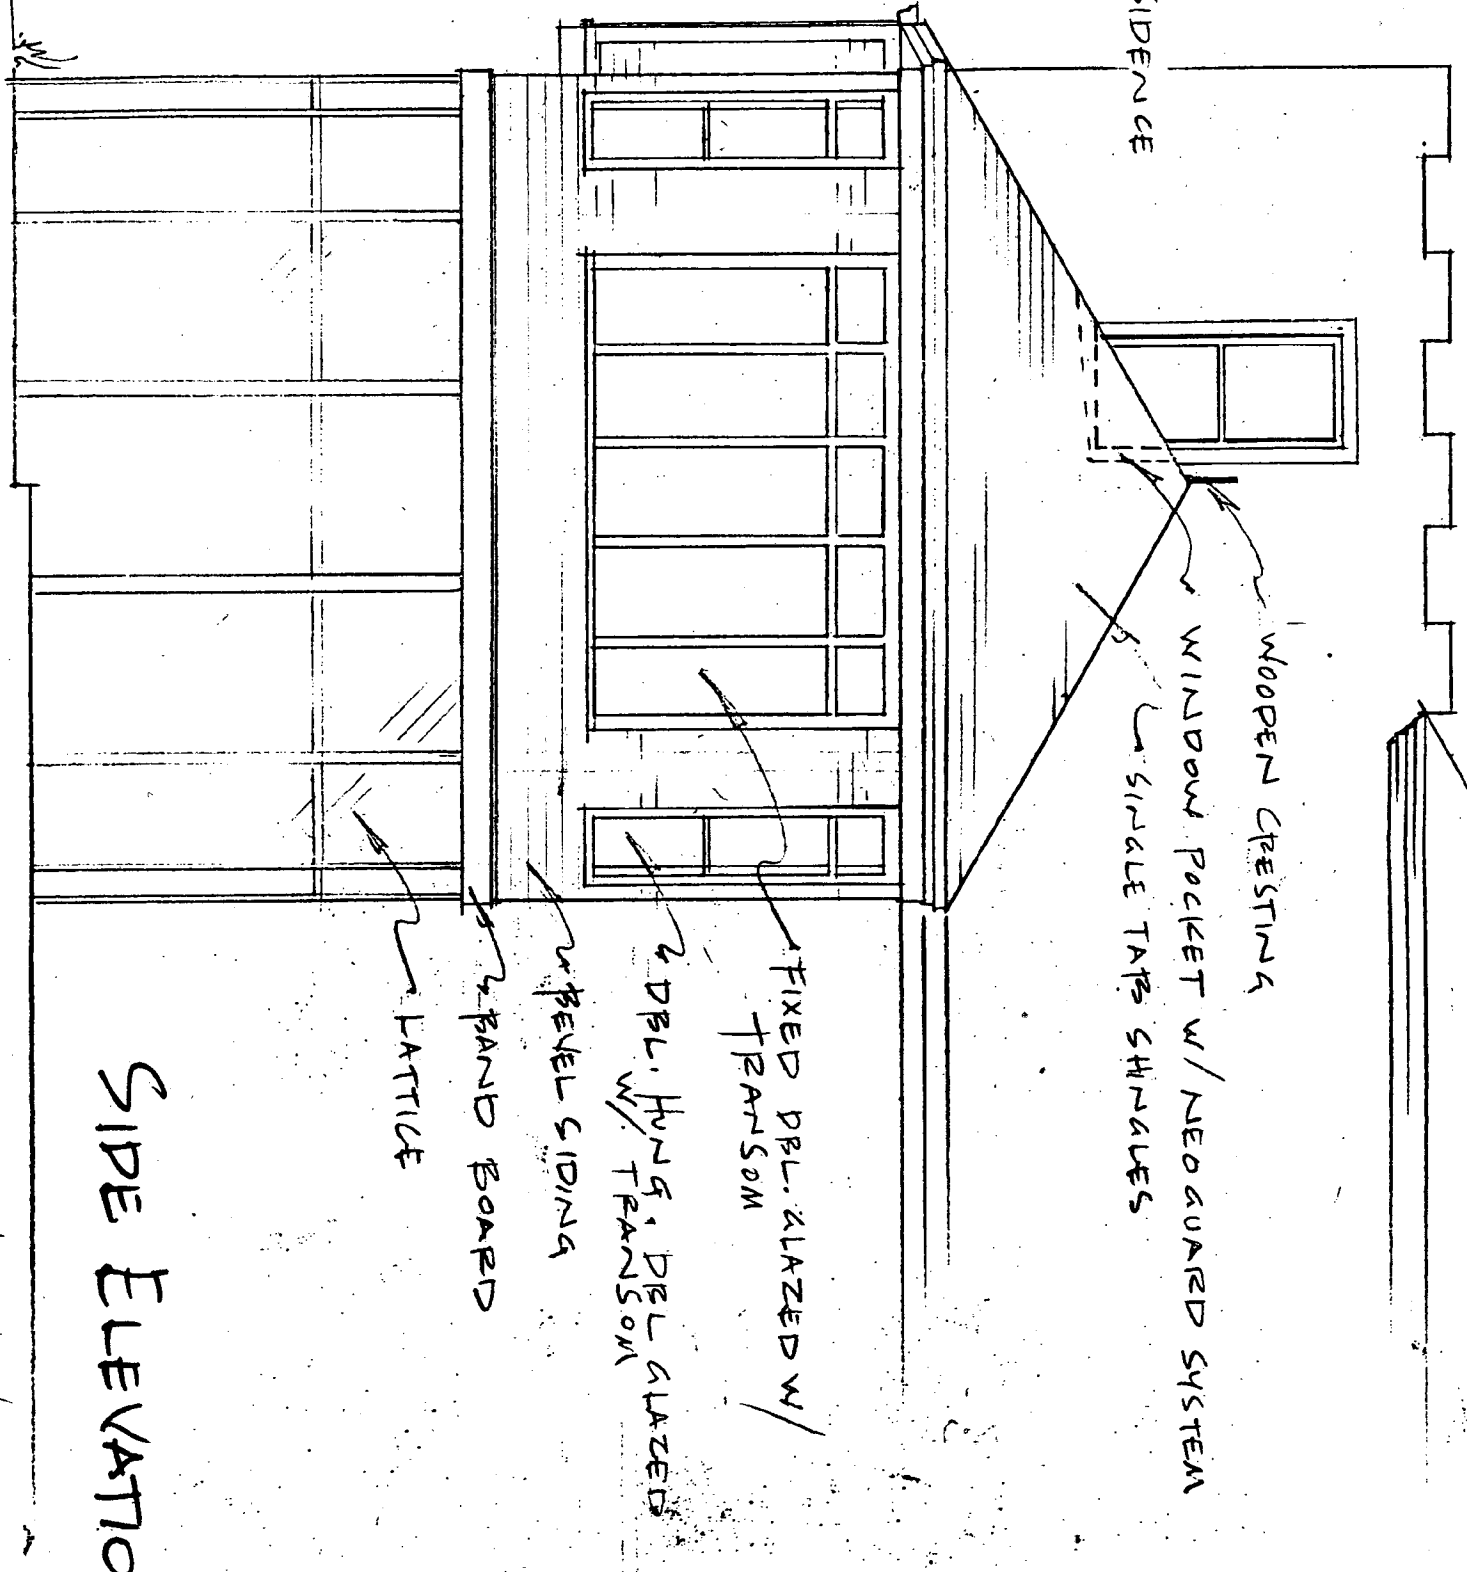 SIDENCE
WOODEN CRESTING
WINDOW POCKET W/ NEOGUARD SYSTEM
SINGLE TAB SHINGLES
FIXED DBL. GLAZED W/
TRANSOM
DBL. HUNG. DBL GLAZED
W/. TRANSOM
BEVEL SIDING
BAND BOARD
LATTICE
SIDE ELEVATIO